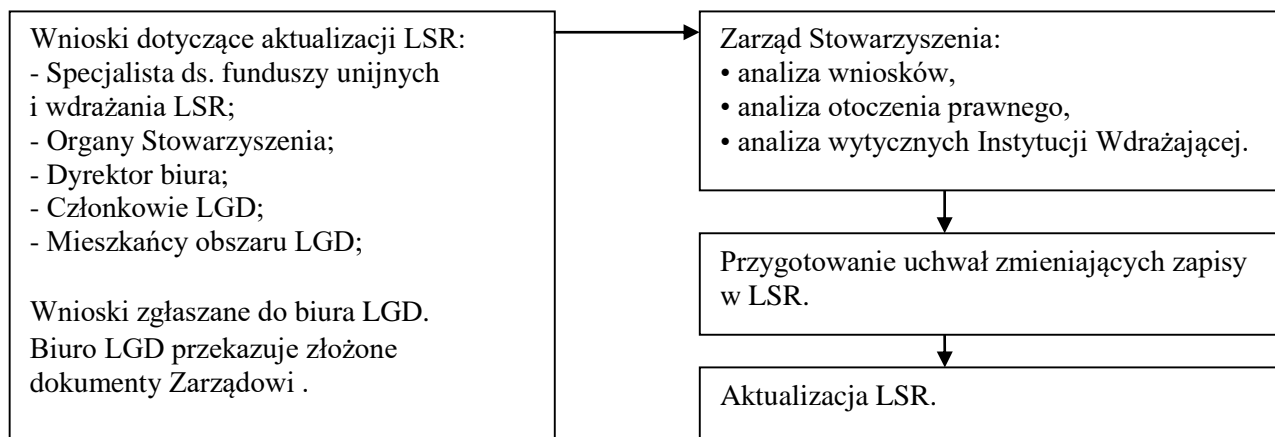 Wnioski dotyczące aktualizacji LSR:
- Specjalista ds. funduszy unijnych
i wdrażania LSR;
- Organy Stowarzyszenia;
- Dyrektor biura;
- Członkowie LGD;
- Mieszkańcy obszaru LGD;
Wnioski zgłaszane do biura LGD.
Biuro LGD przekazuje złożone
dokumenty Zarządowi .
Zarząd Stowarzyszenia:
• analiza wniosków,
• analiza otoczenia prawnego,
• analiza wytycznych Instytucji Wdrażającej.
Przygotowanie uchwał zmieniających zapisy
w LSR.
Aktualizacja LSR.